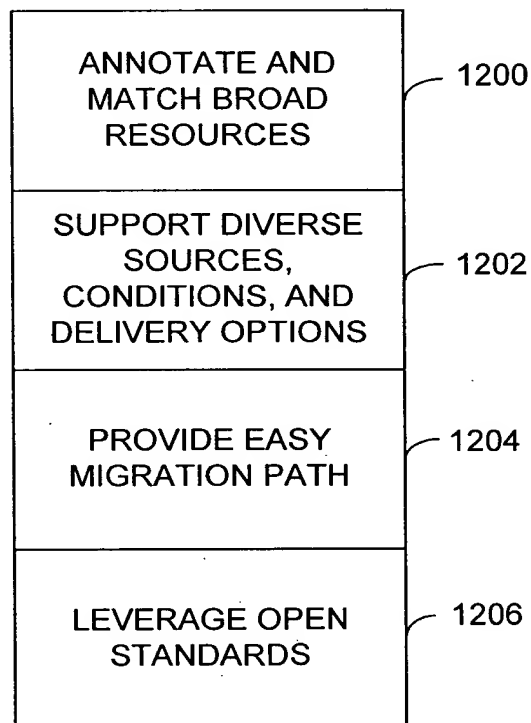 ANNOTATE AND
MATCH BROAD
RESOURCES
1200
SUPPORT DIVERSE
SOURCES,
CONDITIONS, AND
DELIVERY OPTIONS
1202
PROVIDE EASY
MIGRATION PATH
1204
LEVERAGE OPEN
STANDARDS
1206